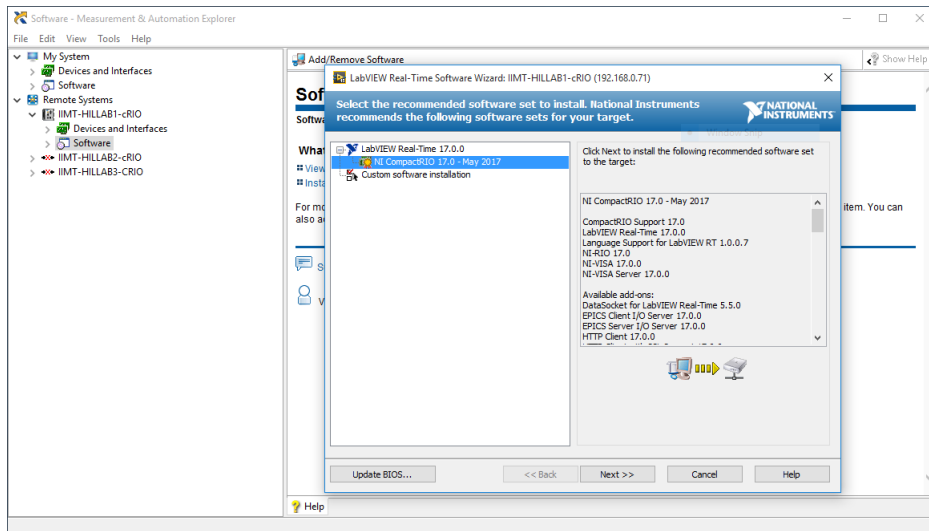 Software - Measurement & Automation Explorer
File Edit View Tools Help
My System
Devices and Interfaces
Software
Remote Systems
IIMT-HILLAB1-cRIO
Devices and Interfaces
Software
IIMT-HILLAB2-cRIO
IIMT-HILLAB3-CRIO
Add/Remove Software
Show Help
Sof
Softwa
What
View
Insta
For mo
item. You can
also a
S
V
LabVIEW Real-Time Software Wizard: IIMT-HILLAB1-cRIO (192.168.0.71)
Select the recommended software set to install. National Instruments
recommends the following software sets for your target.
NATIONAL
INSTRUMENTS
Window Snip
LabVIEW Real-Time 17.0.0
NI CompactRIO 17.0 - May 2017
Custom software installation
Click Next to install the following recommended software set
to the target:
NI CompactRIO 17.0 - May 2017
CompactRIO Support 17.0
LabVIEW Real-Time 17.0.0
Language Support for LabVIEW RT 1.0.0.7
NI-RIO 17.0
NI-VISA 17.0.0
NI-VISA Server 17.0.0
Available add-ons:
DataSocket for LabVIEW Real-Time 5.5.0
EPICS Client I/O Server 17.0.0
EPICS Server I/O Server 17.0.0
HTTP Client 17.0.0
Update BIOS...
<< Back
Next >>
Cancel
Help
Help